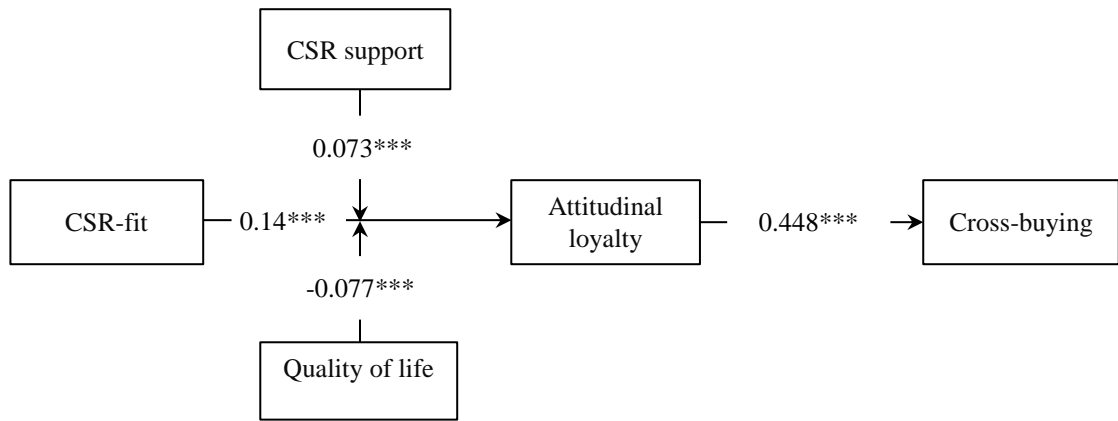 CSR support
0.073***
CSR-fit
0.14***
Attitudinal
loyalty
0.448***
Cross-buying
-0.077***
Quality of life